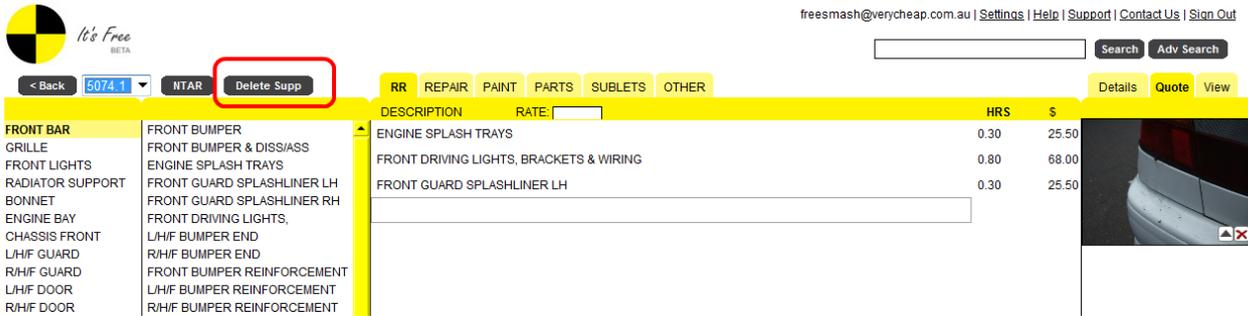 It's Free
BETA
freesmash@verycheap.com.au | Settings | Help | Support | Contact Us | Sign Out
Search Adv Search
< Back 5074.1 NTAR Delete Supp RR REPAIR PAINT PARTS SUBLETS OTHER Details Quote View
DESCRIPTION RATE: HRS $
FRONT BAR
GRILLE
FRONT LIGHTS
RADIATOR SUPPORT
BONNET
ENGINE BAY
CHASSIS FRONT
L/H/F GUARD
R/H/F GUARD
L/H/F DOOR
R/H/F DOOR
FRONT BUMPER
FRONT BUMPER & DISS/ASS
ENGINE SPLASH TRAYS
FRONT GUARD SPLASHLINER LH
FRONT GUARD SPLASHLINER RH
FRONT DRIVING LIGHTS,
L/H/F BUMPER END
R/H/F BUMPER END
FRONT BUMPER REINFORCEMENT
L/H/F BUMPER REINFORCEMENT
R/H/F BUMPER REINFORCEMENT
ENGINE SPLASH TRAYS 0.30 25.50
FRONT DRIVING LIGHTS, BRACKETS & WIRING 0.80 68.00
FRONT GUARD SPLASHLINER LH 0.30 25.50